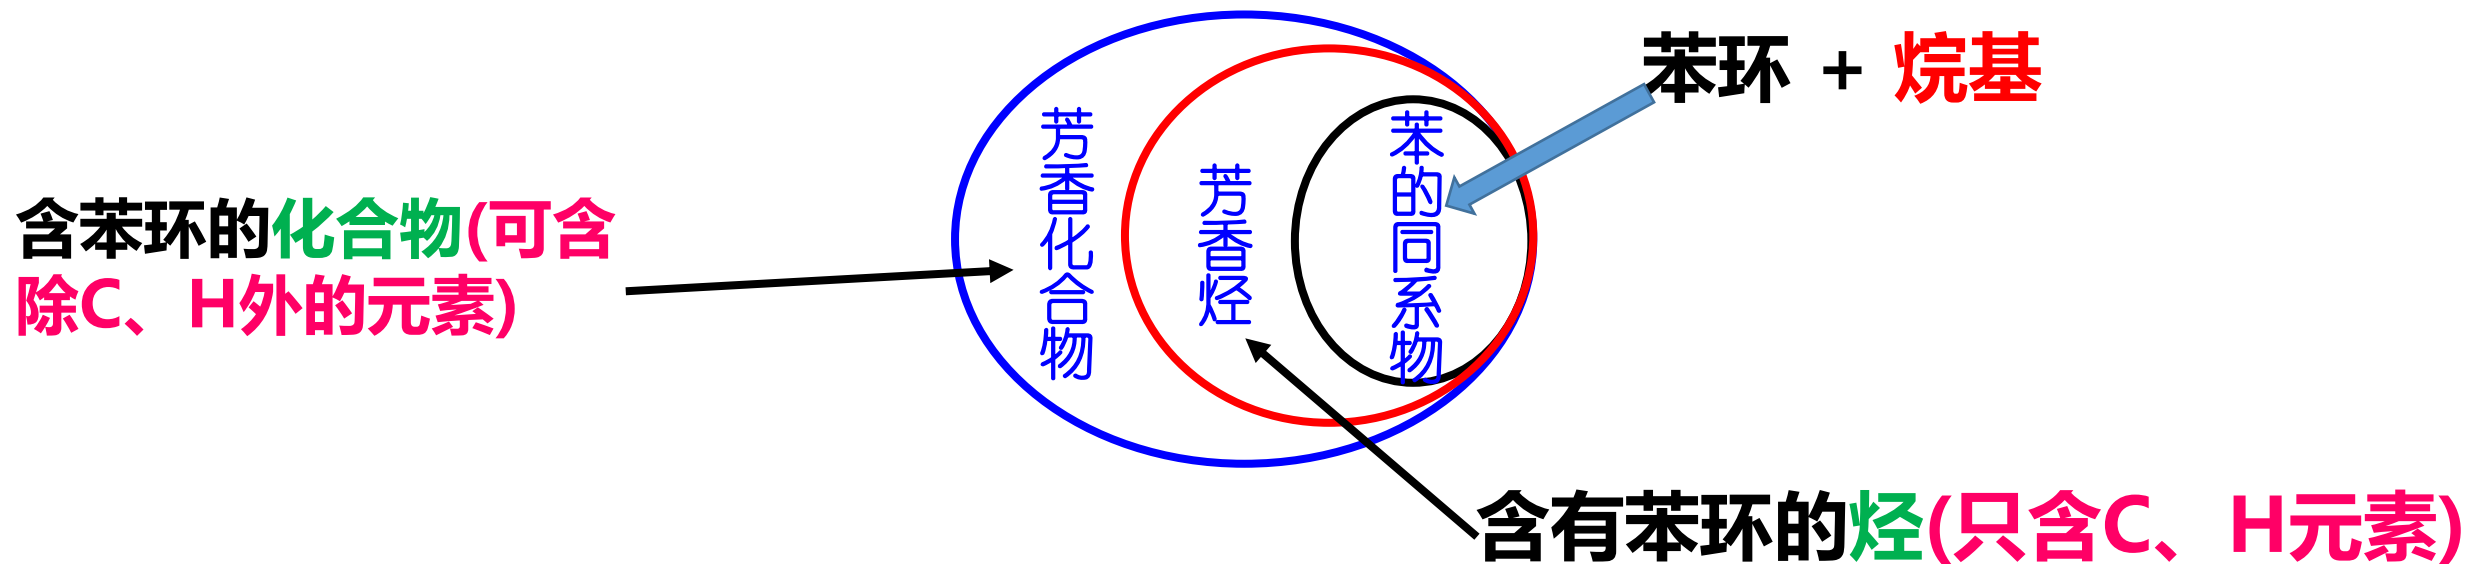 苯环 + 烷基
芳香化合物
芳香烃
苯的同系物
含苯环的化合物(可含
除C、H外的元素)
含有苯环的烃(只含C、H元素)